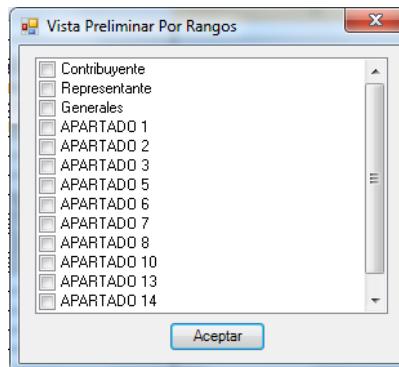 Vista Preliminar Por Rangos
Contribuyente
Representante
Generales
APARTADO 1
APARTADO 2
APARTADO 3
APARTADO 5
APARTADO 6
APARTADO 7
APARTADO 8
APARTADO 10
APARTADO 13
APARTADO 14
Aceptar